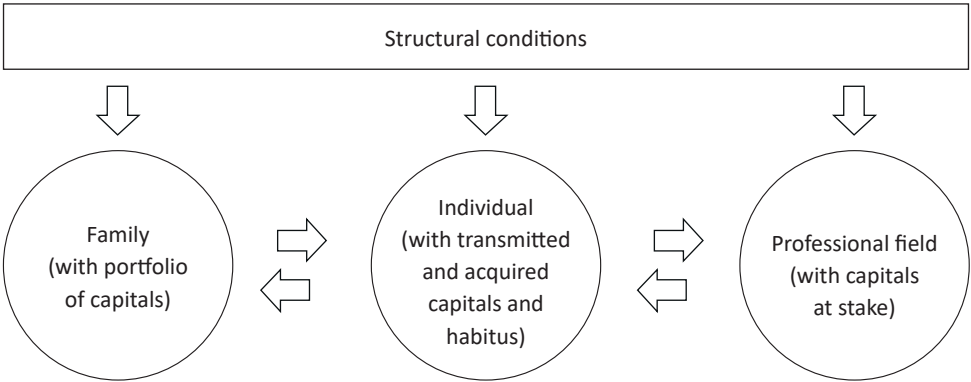 Structural conditions
Family
(with portfolio
of capitals)
Individual
(with transmitted
and acquired
capitals and
habitus)
Professional field
(with capitals
at stake)